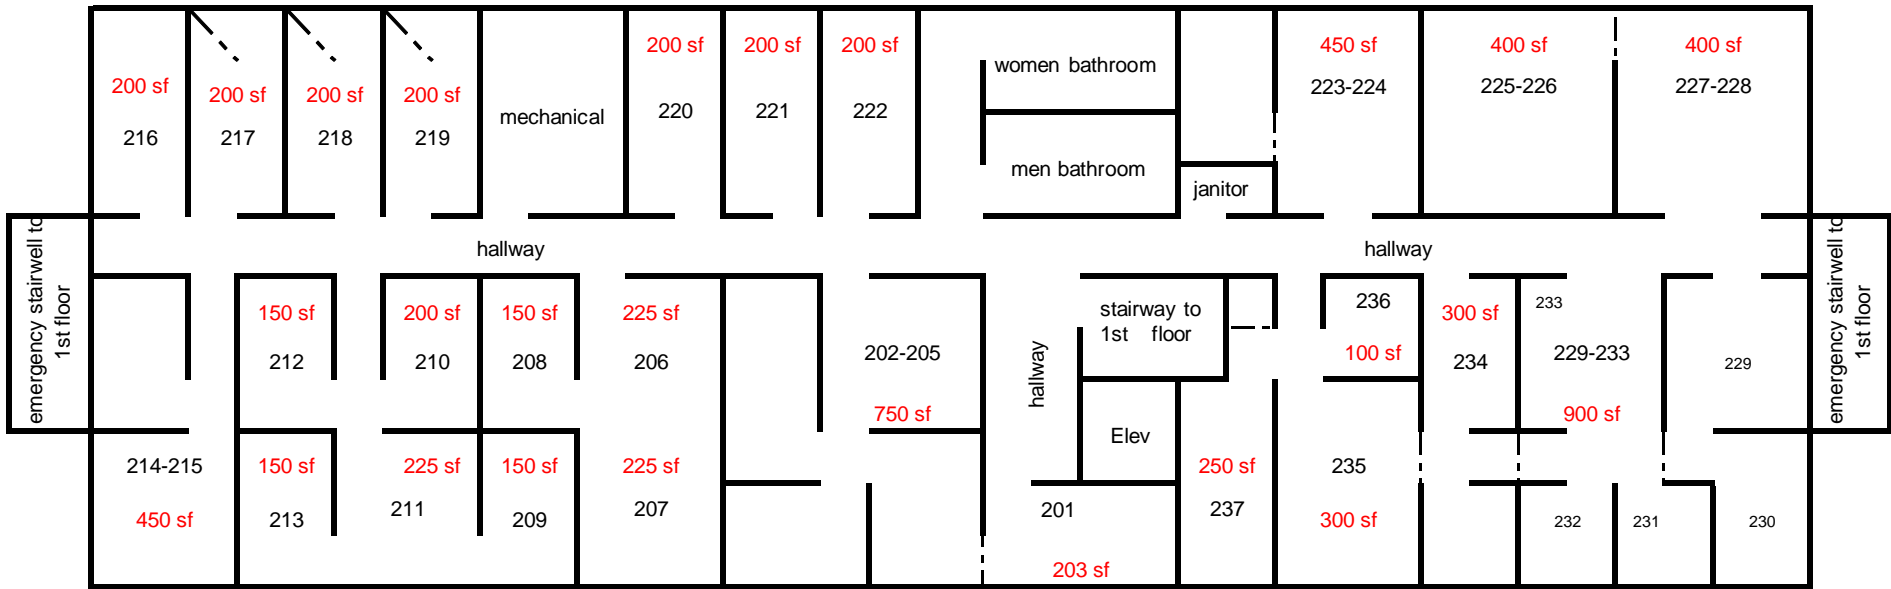 200 sf
216
200 sf
217
200 sf
218
200 sf
219
mechanical
200 sf
220
200 sf
221
200 sf
222
women bathroom
men bathroom
janitor
450 sf
223-224
400 sf
225-226
400 sf
227-228
emergency stairwell to
1st floor
hallway
hallway
emergency stairwell to
1st floor
150 sf
212
200 sf
210
150 sf
208
225 sf
206
202-205
750 sf
hallway
stairway to
1st floor
Elev
236
100 sf
300 sf
234
233
229-233
900 sf
229
214-215
450 sf
150 sf
213
225 sf
211
150 sf
209
225 sf
207
201
203 sf
250 sf
237
235
300 sf
232
231
230